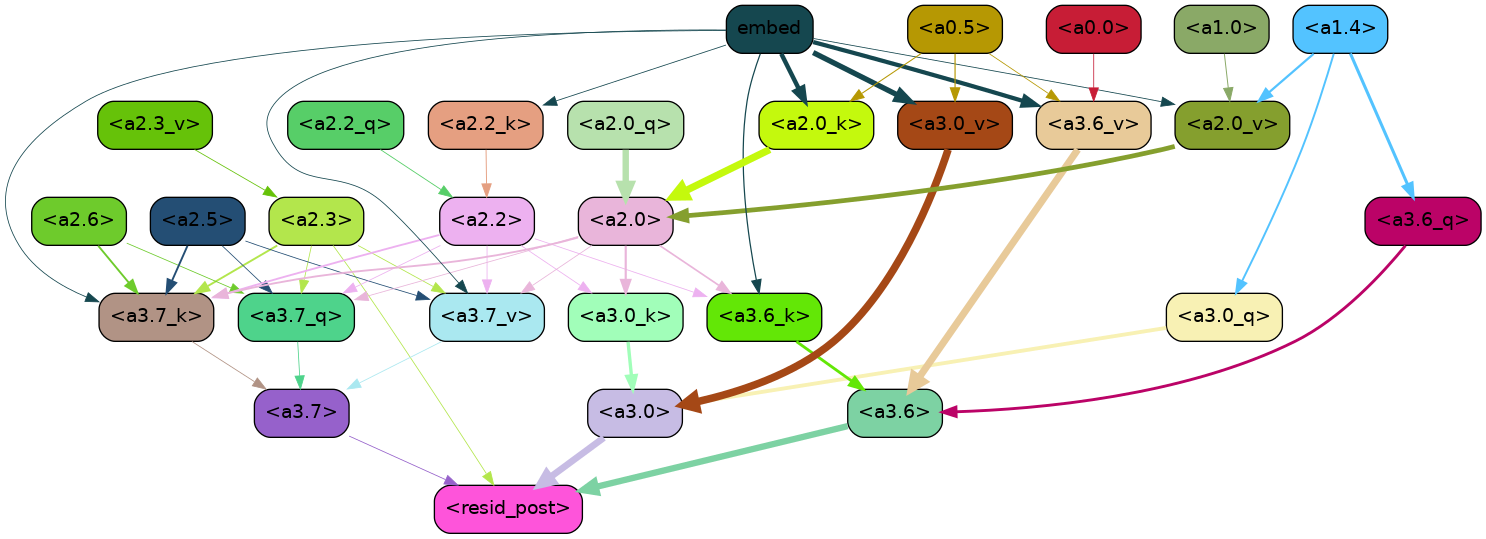 embed
<a0.5>
<a0.0>
<a1.0>
<a1.4>
<a2.3_v>
<a2.2_q>
<a2.2_k>
<a2.0_q>
<a2.0_k>
<a3.0_v>
<a3.6_v>
<a2.0_v>
<a2.6>
<a2.5>
<a2.3>
<a2.2>
<a2.0>
<a3.6_q>
<a3.7_k>
<a3.7_q>
<a3.7_v>
<a3.0_k>
<a3.6_k>
<a3.0_q>
<a3.7>
<a3.0>
<a3.6>
<resid_post>